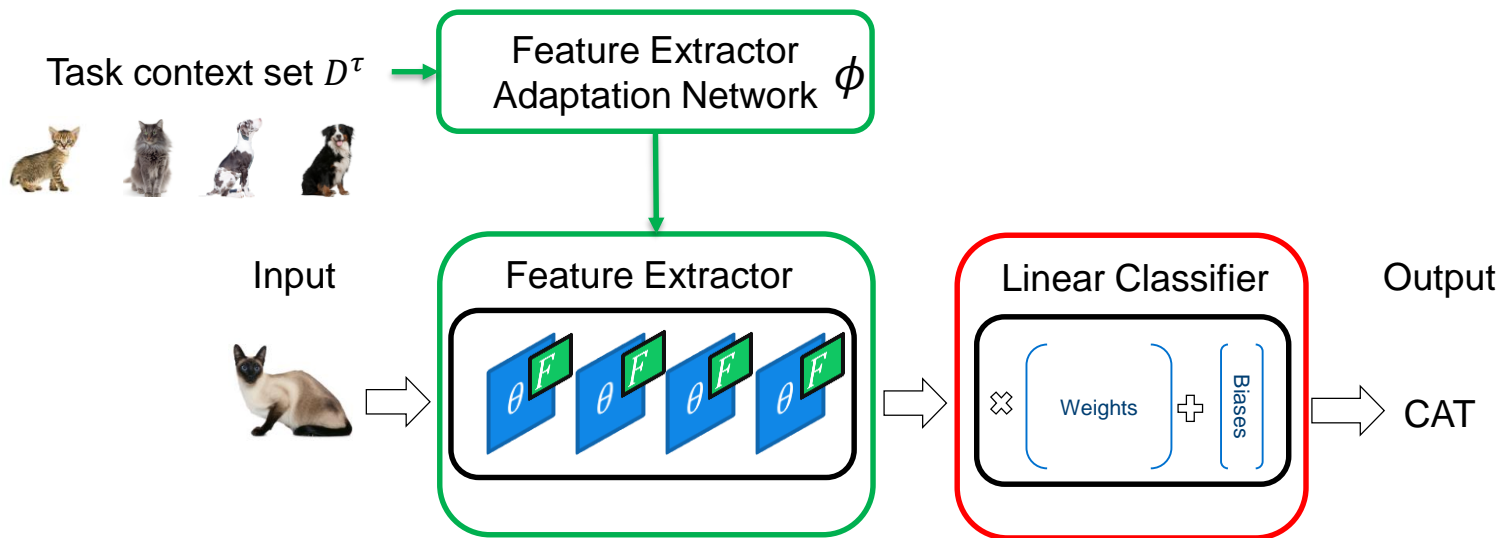 Task context set D^τ
Feature Extractor
Adaptation Network ϕ
Input
Feature Extractor
θ F θ F θ F θ F
Linear Classifier
× Weights + Biases
Output
CAT